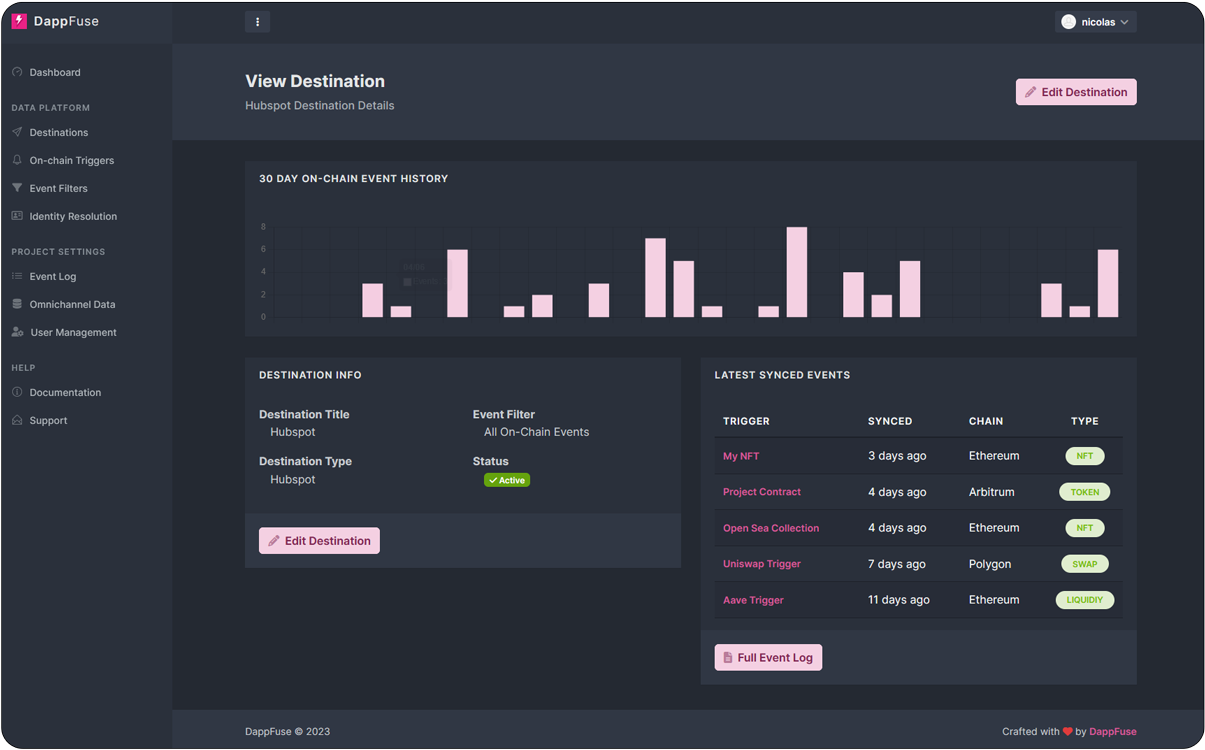 DappFuse
nicolas
Dashboard
DATA PLATFORM
Destinations
On-chain Triggers
Event Filters
Identity Resolution
PROJECT SETTINGS
Event Log
Omnichannel Data
User Management
HELP
Documentation
Support
View Destination
Hubspot Destination Details
Edit Destination
30 DAY ON-CHAIN EVENT HISTORY
8
6
4
2
0
DESTINATION INFO
Destination Title
Hubspot
Event Filter
All On-Chain Events
Destination Type
Hubspot
Status
Active
Edit Destination
LATEST SYNCED EVENTS
TRIGGER SYNCED CHAIN TYPE
My NFT 3 days ago Ethereum NFT
Project Contract 4 days ago Arbitrum TOKEN
Open Sea Collection 4 days ago Ethereum NFT
Uniswap Trigger 7 days ago Polygon SWAP
Aave Trigger 11 days ago Ethereum LIQUIDIY
Full Event Log
DappFuse © 2023
Crafted with ❤ by DappFuse